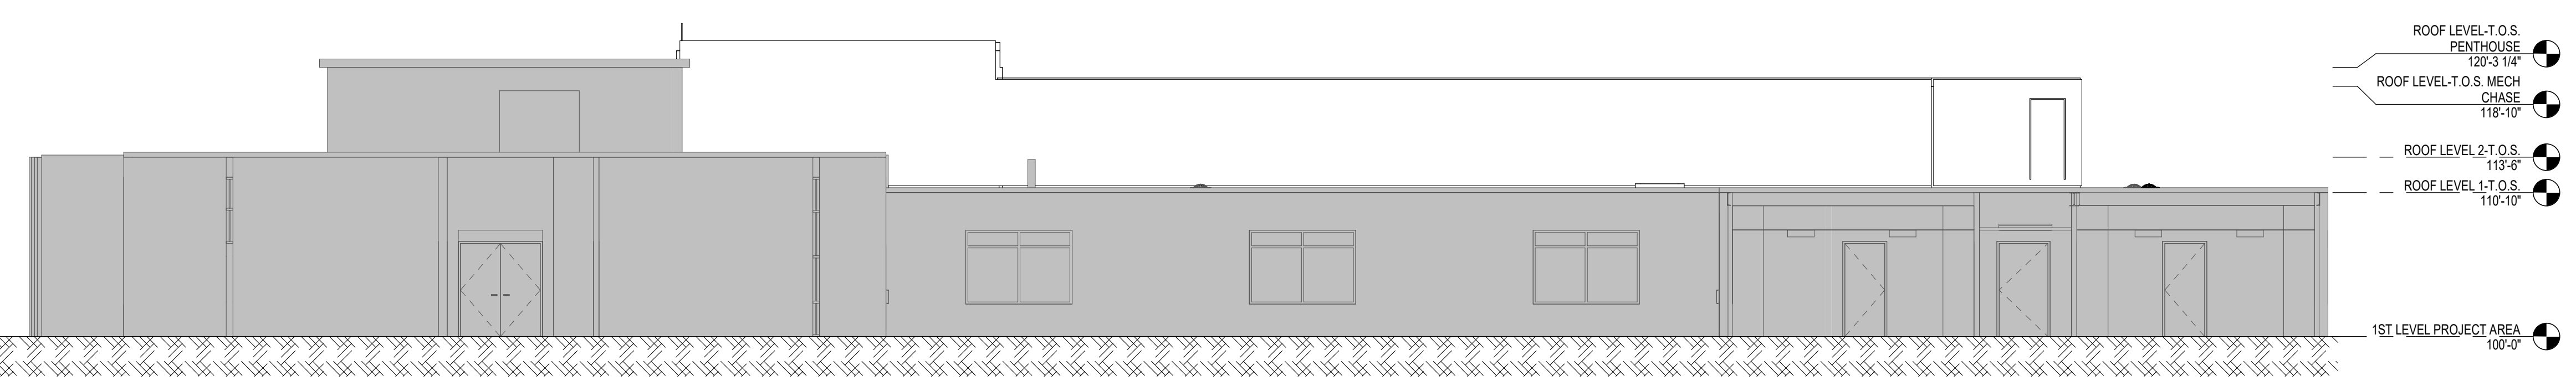 ROOF LEVEL-T.O.S.
PENTHOUSE
120'-3 1/4"
ROOF LEVEL-T.O.S. MECH
CHASE
118'-10"
ROOF LEVEL 2-T.O.S.
113'-6"
ROOF LEVEL 1-T.O.S.
110'-10"
1ST LEVEL PROJECT AREA
100'-0"